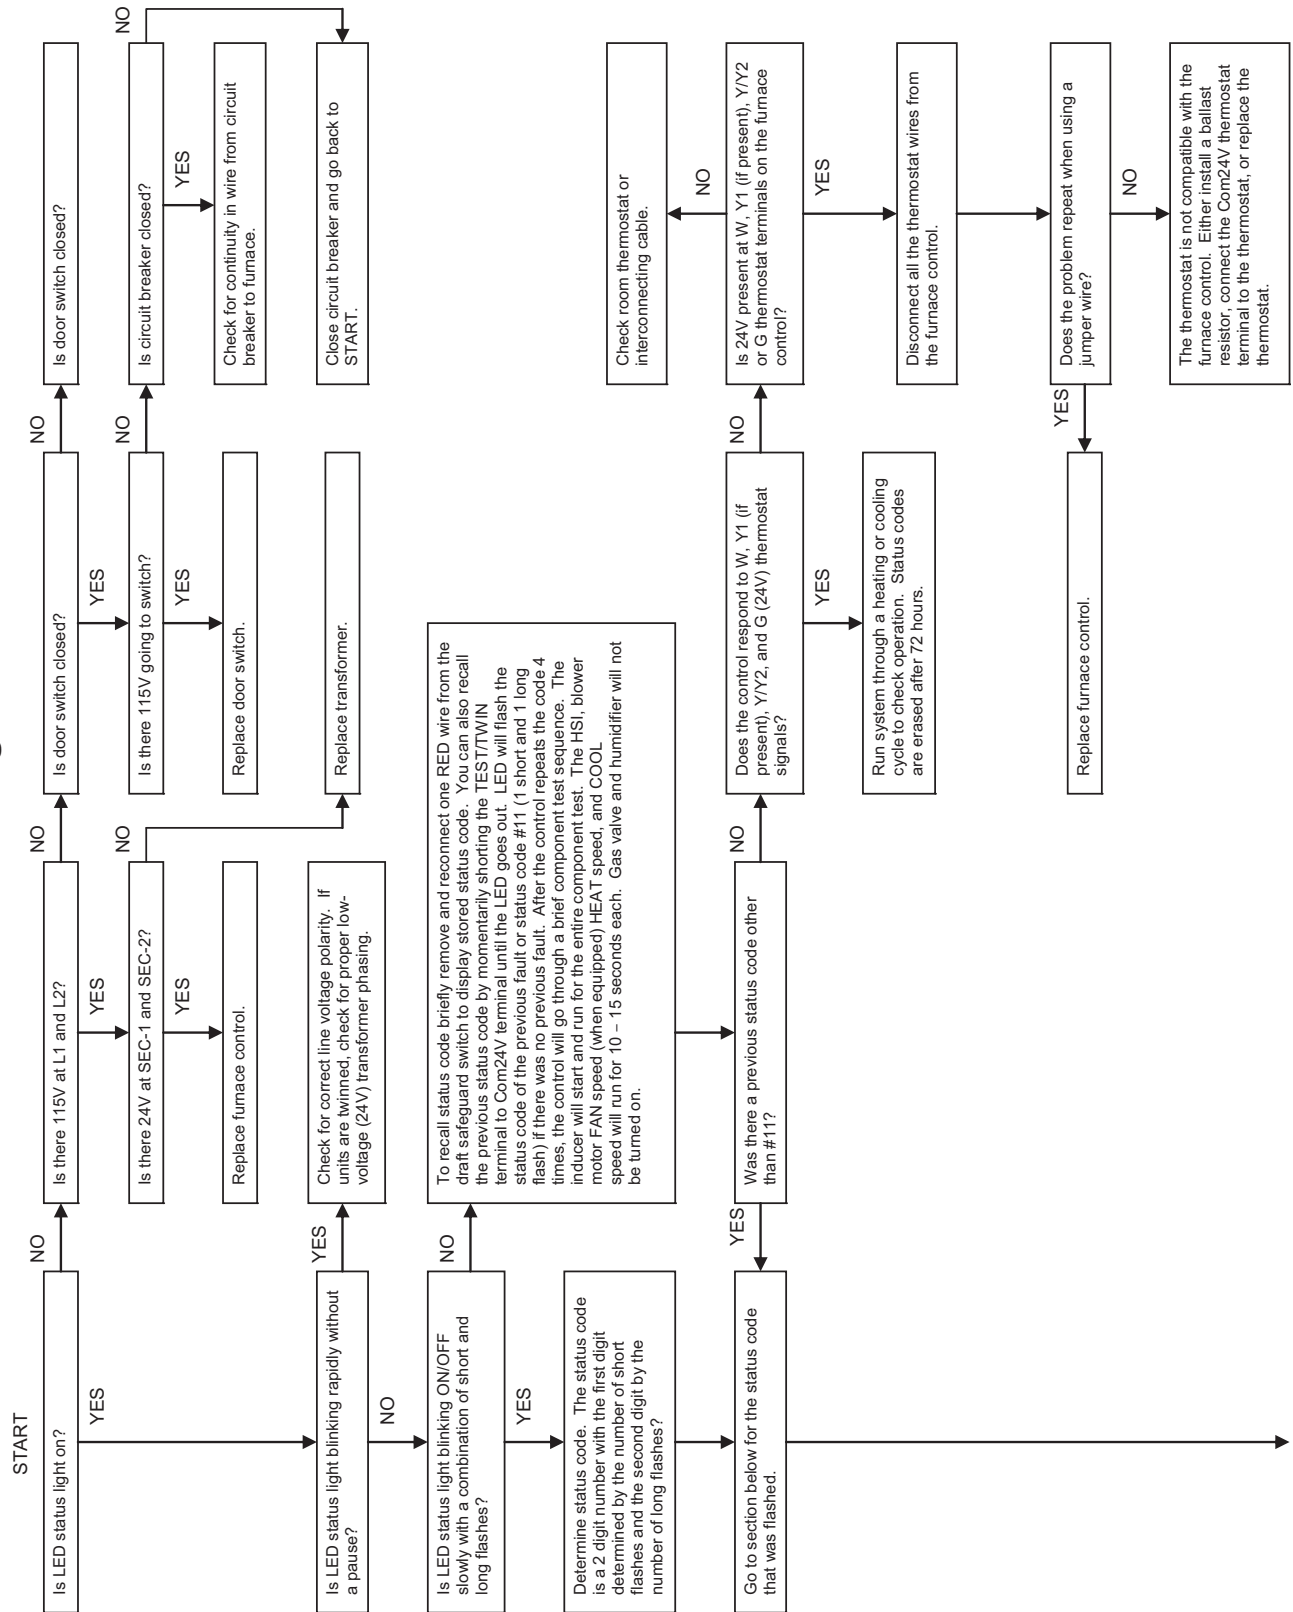 START
Is LED status light on?
NO
YES
Is there 115V at L1 and L2?
NO
YES
Is door switch closed?
NO
YES
Is door switch closed?
Is there 24V at SEC-1 and SEC-2?
NO
YES
Is there 115V going to switch?
NO
YES
Is circuit breaker closed?
NO
YES
Replace furnace control.
Replace door switch.
Check for continuity in wire from circuit
breaker to furnace.
Is LED status light blinking rapidly without
a pause?
YES
NO
Check for correct line voltage polarity. If
units are twinned, check for proper low-
voltage (24V) transformer phasing.
Replace transformer.
Close circuit breaker and go back to
START.
Is LED status light blinking ON/OFF
slowly with a combination of short and
long flashes?
NO
YES
To recall status code briefly remove and reconnect one RED wire from the
draft safeguard switch to display stored status code. You can also recall
the previous status code by momentarily shorting the TEST/TWIN
terminal to Com24V terminal until the LED goes out. LED will flash the
status code of the previous fault or status code #11 (1 short and 1 long
flash) if there was no previous fault. After the control repeats the code 4
times, the control will go through a brief component test sequence. The
inducer will start and run for the entire component test. The HSI, blower
motor FAN speed (when equipped) HEAT speed, and COOL
speed will run for 10 – 15 seconds each. Gas valve and humidifier will not
be turned on.
Determine status code. The status code
is a 2 digit number with the first digit
determined by the number of short
flashes and the second digit by the
number of long flashes?
Check room thermostat or
interconnecting cable.
NO
Go to section below for the status code
that was flashed.
YES
Was there a previous status code other
than #11?
NO
Does the control respond to W, Y1 (if
present), Y/Y2, and G (24V) thermostat
signals?
NO
YES
Is 24V present at W, Y1 (if present), Y/Y2
or G thermostat terminals on the furnace
control?
YES
Run system through a heating or cooling
cycle to check operation. Status codes
are erased after 72 hours.
Disconnect all the thermostat wires from
the furnace control.
Replace furnace control.
YES
Does the problem repeat when using a
jumper wire?
NO
The thermostat is not compatible with the
furnace control. Either install a ballast
resistor, connect the Com24V thermostat
terminal to the thermostat, or replace the
thermostat.